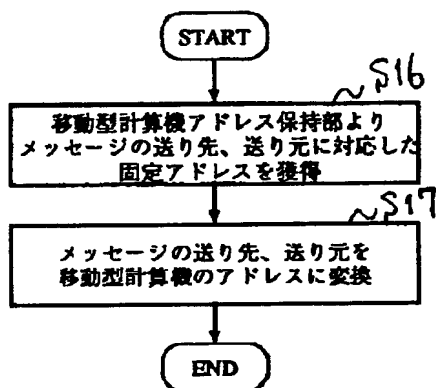 START
S16
移動型計算機アドレス保持部より
メッセージの送り先、送り元に対応した
固定アドレスを獲得
S17
メッセージの送り先、送り元を
移動型計算機のアドレスに変換
END